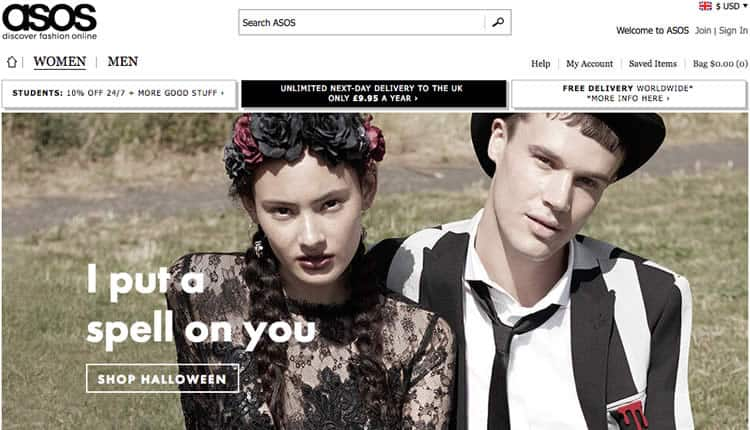 asos
discover fashion online
Search ASOS
$ USD
Welcome to ASOS Join | Sign In
WOMEN MEN
Help | My Account | Saved Items | Bag $0.00 (0)
STUDENTS: 10% OFF 24/7 + MORE GOOD STUFF ›
UNLIMITED NEXT-DAY DELIVERY TO THE UK
ONLY £9.95 A YEAR ›
FREE DELIVERY WORLDWIDE*
*MORE INFO HERE ›
I put a
spell on you
SHOP HALLOWEEN